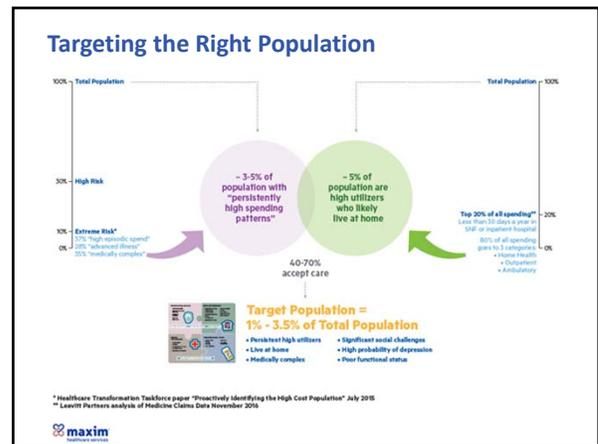 Targeting the Right Population
100%
Total Population
Total Population
100%
~ 3-5% of
population with
"persistently
high spending
patterns"
~ 5% of
population are
high utilizers
who likely
live at home
30%
High Risk
10%
0%
Extreme Risk*
37% "high episodic spend"
28% "advanced illness"
35% "medically complex"
Top 20% of all spending**
Less than 30 days a year in
SNF or inpatient hospital
80% of all spending
goes to 3 categories:
• Home Health
• Outpatient
• Ambulatory
20%
0%
40-70%
accept care
Target Population =
1% - 3.5% of Total Population
• Persistent high utilizers
• Live at home
• Medically complex
• Significant social challenges
• High probability of depression
• Poor functional status
* Healthcare Transformation Taskforce paper "Proactively Identifying the High Cost Population" July 2015
** Leavitt Partners analysis of Medicine Claims Data November 2016
maxim
healthcare services